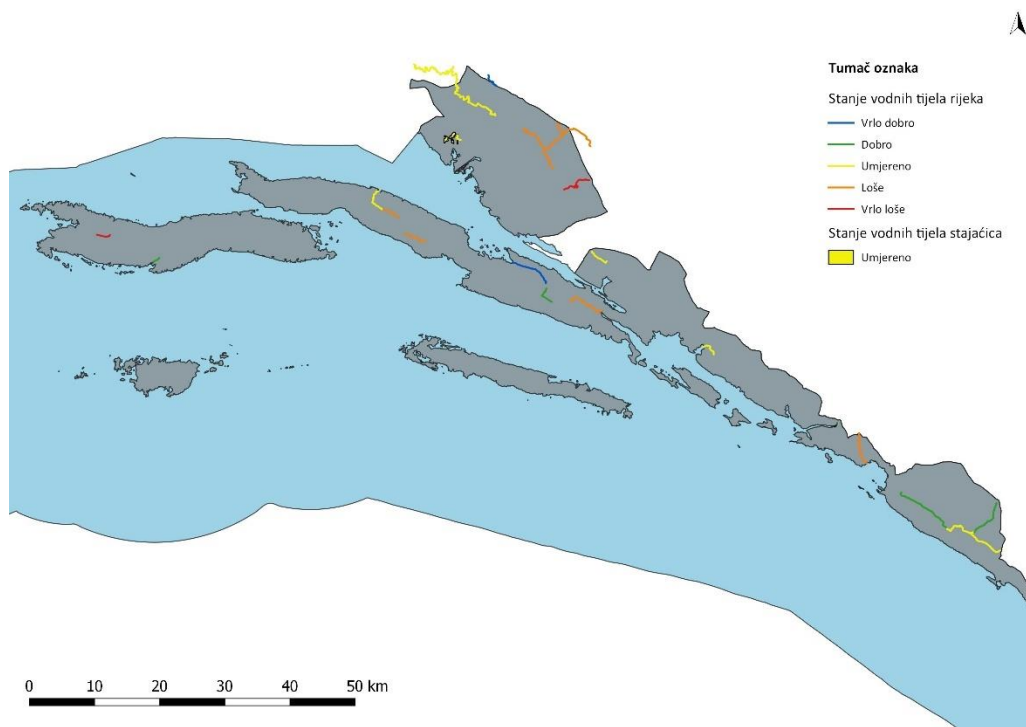 Tumač oznaka
Stanje vodnih tijela rijeka
Vrlo dobro
Dobro
Umjereno
Loše
Vrlo loše
Stanje vodnih tijela stajaćica
Umjereno
0 10 20 30 40 50 km